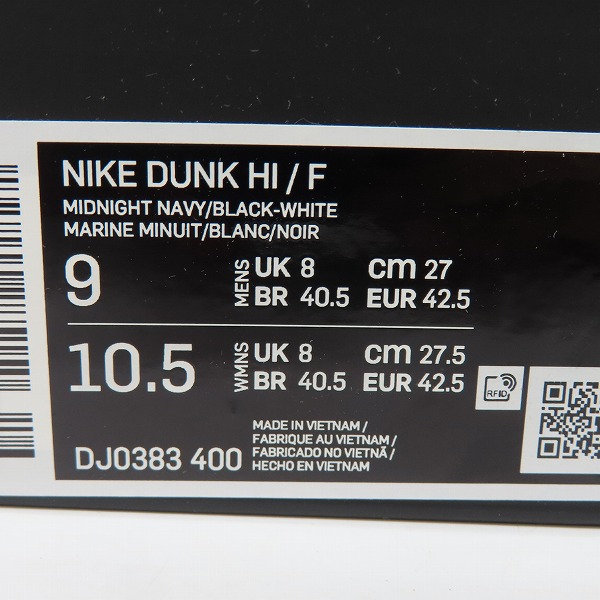 NIKE DUNK HI / F
MIDNIGHT NAVY/BLACK-WHITE
MARINE MINUIT/BLANC/NOIR
9 MENS UK 8 cm 27
BR 40.5 EUR 42.5
10.5 WMNS UK 8 cm 27.5
BR 40.5 EUR 42.5
RFID
DJ0383 400
MADE IN VIETNAM /
FABRIQUE AU VIETNAM /
FABRICADO NO VIETNÃ /
HECHO EN VIETNAM